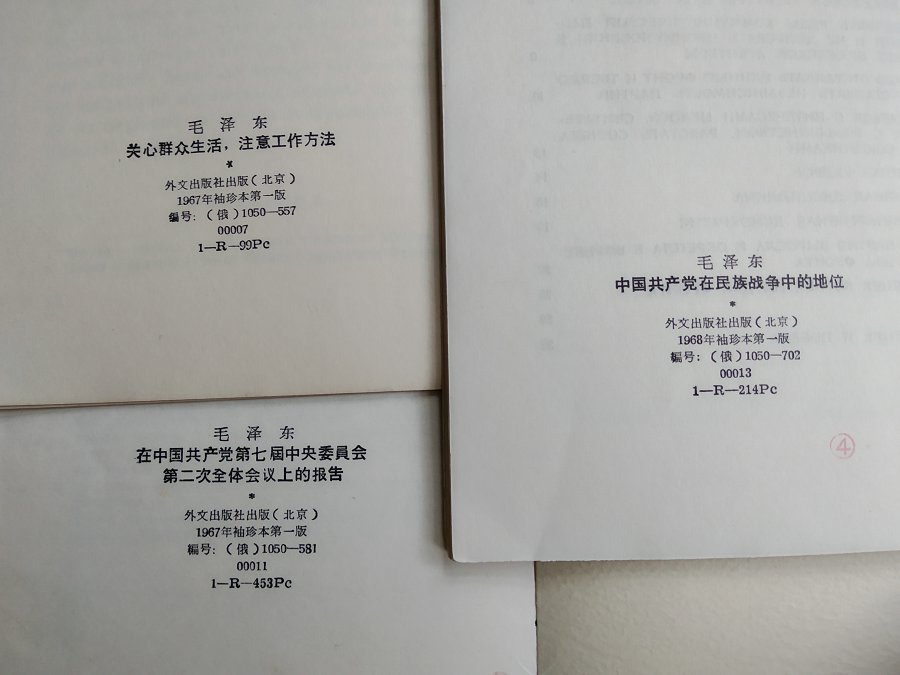 毛 泽 东
关心群众生活，注意工作方法
*
外文出版社出版（北京）
1967年袖珍本第一版
编号：（俄）1050—557
00007
1—R—99Pc
毛 泽 东
中国共产党在民族战争中的地位
*
外文出版社出版（北京）
1968年袖珍本第一版
编号：（俄）1050—702
00013
1—R—214Pc
④
毛 泽 东
在中国共产党第七届中央委員会
第二次全体会议上的报告
*
外文出版社出版（北京）
1967年袖珍本第一版
编号：（俄）1050—581
00011
1—R—453Pc